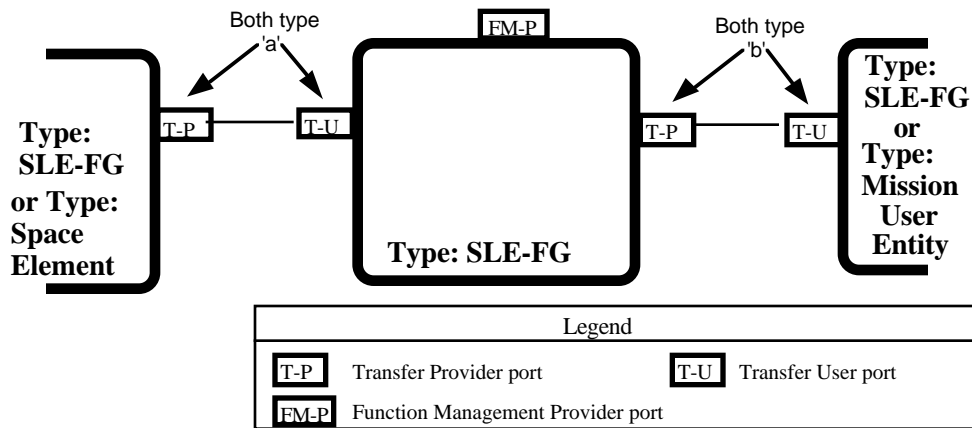 Both type
'a'
FM-P
Both type
'b'
T-P
T-U
T-P
T-U
Type:
SLE-FG
or Type:
Space
Element
Type: SLE-FG
Type:
SLE-FG
or
Type:
Mission
User
Entity
Legend
T-P Transfer Provider port
T-U Transfer User port
FM-P Function Management Provider port